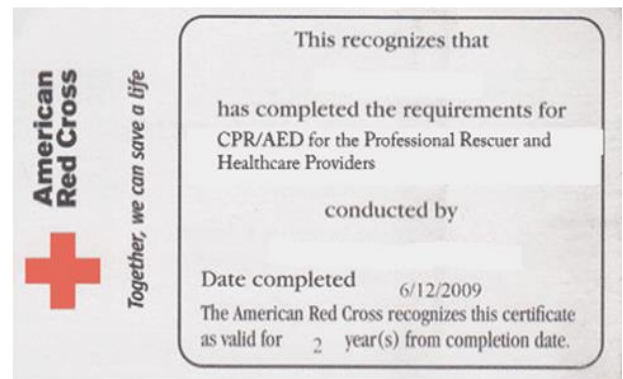 American
Red Cross
Together, we can save a life
This recognizes that
has completed the requirements for
CPR/AED for the Professional Rescuer and
Healthcare Providers
conducted by
Date completed 6/12/2009
The American Red Cross recognizes this certificate
as valid for 2 year(s) from completion date.